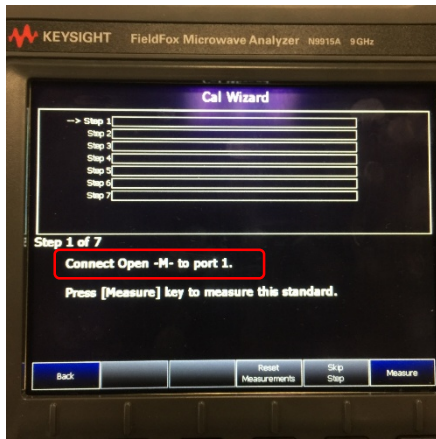 KEYSIGHT FieldFox Microwave Analyzer N9915A 9 GHz
Cal Wizard
--> Step 1
Step 2
Step 3
Step 4
Step 5
Step 6
Step 7
Step 1 of 7
Connect Open -M- to port 1.
Press [Measure] key to measure this standard.
Back
Reset Measurements
Skip Step
Measure